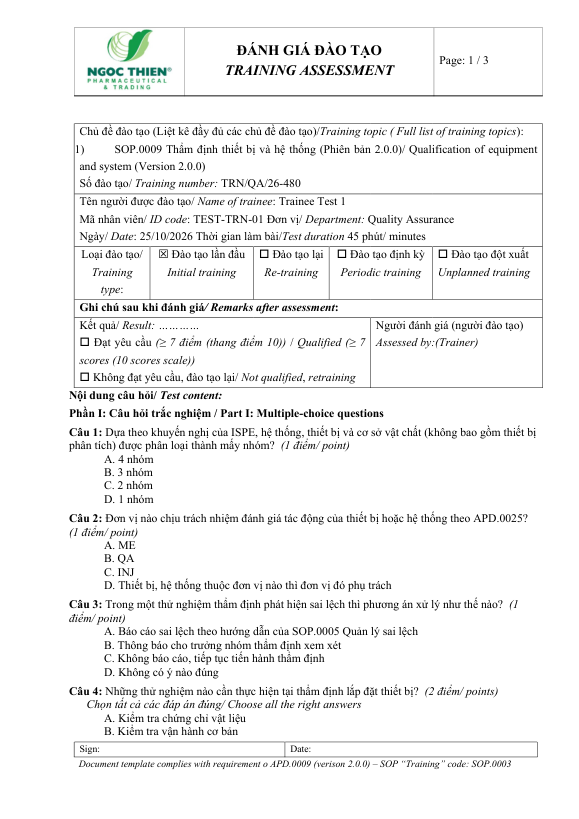 NGOC THIEN®
PHARMACEUTICAL
& TRADING
ĐÁNH GIÁ ĐÀO TẠO
TRAINING ASSESSMENT
Page: 1 / 3
Chủ đề đào tạo (Liệt kê đầy đủ các chủ đề đào tạo)/Training topic ( Full list of training topics):
1) SOP.0009 Thẩm định thiết bị và hệ thống (Phiên bản 2.0.0)/ Qualification of equipment
and system (Version 2.0.0)
Số đào tạo/ Training number: TRN/QA/26-480
Tên người được đào tạo/ Name of trainee: Trainee Test 1
Mã nhân viên/ ID code: TEST-TRN-01 Đơn vị/ Department: Quality Assurance
Ngày/ Date: 25/10/2026 Thời gian làm bài/Test duration 45 phút/ minutes
Loại đào tạo/
Training
type:
☒ Đào tạo lần đầu
Initial training
☐ Đào tạo lại
Re-training
☐ Đào tạo định kỳ
Periodic training
☐ Đào tạo đột xuất
Unplanned training
Ghi chú sau khi đánh giá/ Remarks after assessment:
Kết quả/ Result: …………
☐ Đạt yêu cầu (≥ 7 điểm (thang điểm 10)) / Qualified (≥ 7
scores (10 scores scale))
☐ Không đạt yêu cầu, đào tạo lại/ Not qualified, retraining
Người đánh giá (người đào tạo)
Assessed by:(Trainer)
Nội dung câu hỏi/ Test content:
Phần I: Câu hỏi trắc nghiệm / Part I: Multiple-choice questions
Câu 1: Dựa theo khuyến nghị của ISPE, hệ thống, thiết bị và cơ sở vật chất (không bao gồm thiết bị
phân tích) được phân loại thành mấy nhóm? (1 điểm/ point)
A. 4 nhóm
B. 3 nhóm
C. 2 nhóm
D. 1 nhóm
Câu 2: Đơn vị nào chịu trách nhiệm đánh giá tác động của thiết bị hoặc hệ thống theo APD.0025?
(1 điểm/ point)
A. ME
B. QA
C. INJ
D. Thiết bị, hệ thống thuộc đơn vị nào thì đơn vị đó phụ trách
Câu 3: Trong một thử nghiệm thẩm định phát hiện sai lệch thì phương án xử lý như thế nào? (1
điểm/ point)
A. Báo cáo sai lệch theo hướng dẫn của SOP.0005 Quản lý sai lệch
B. Thông báo cho trưởng nhóm thẩm định xem xét
C. Không báo cáo, tiếp tục tiến hành thẩm định
D. Không có ý nào đúng
Câu 4: Những thử nghiệm nào cần thực hiện tại thẩm định lắp đặt thiết bị? (2 điểm/ points)
Chọn tất cả các đáp án đúng/ Choose all the right answers
A. Kiểm tra chứng chỉ vật liệu
B. Kiểm tra vận hành cơ bản
Sign:
Date:
Document template complies with requirement o APD.0009 (verison 2.0.0) – SOP “Training” code: SOP.0003